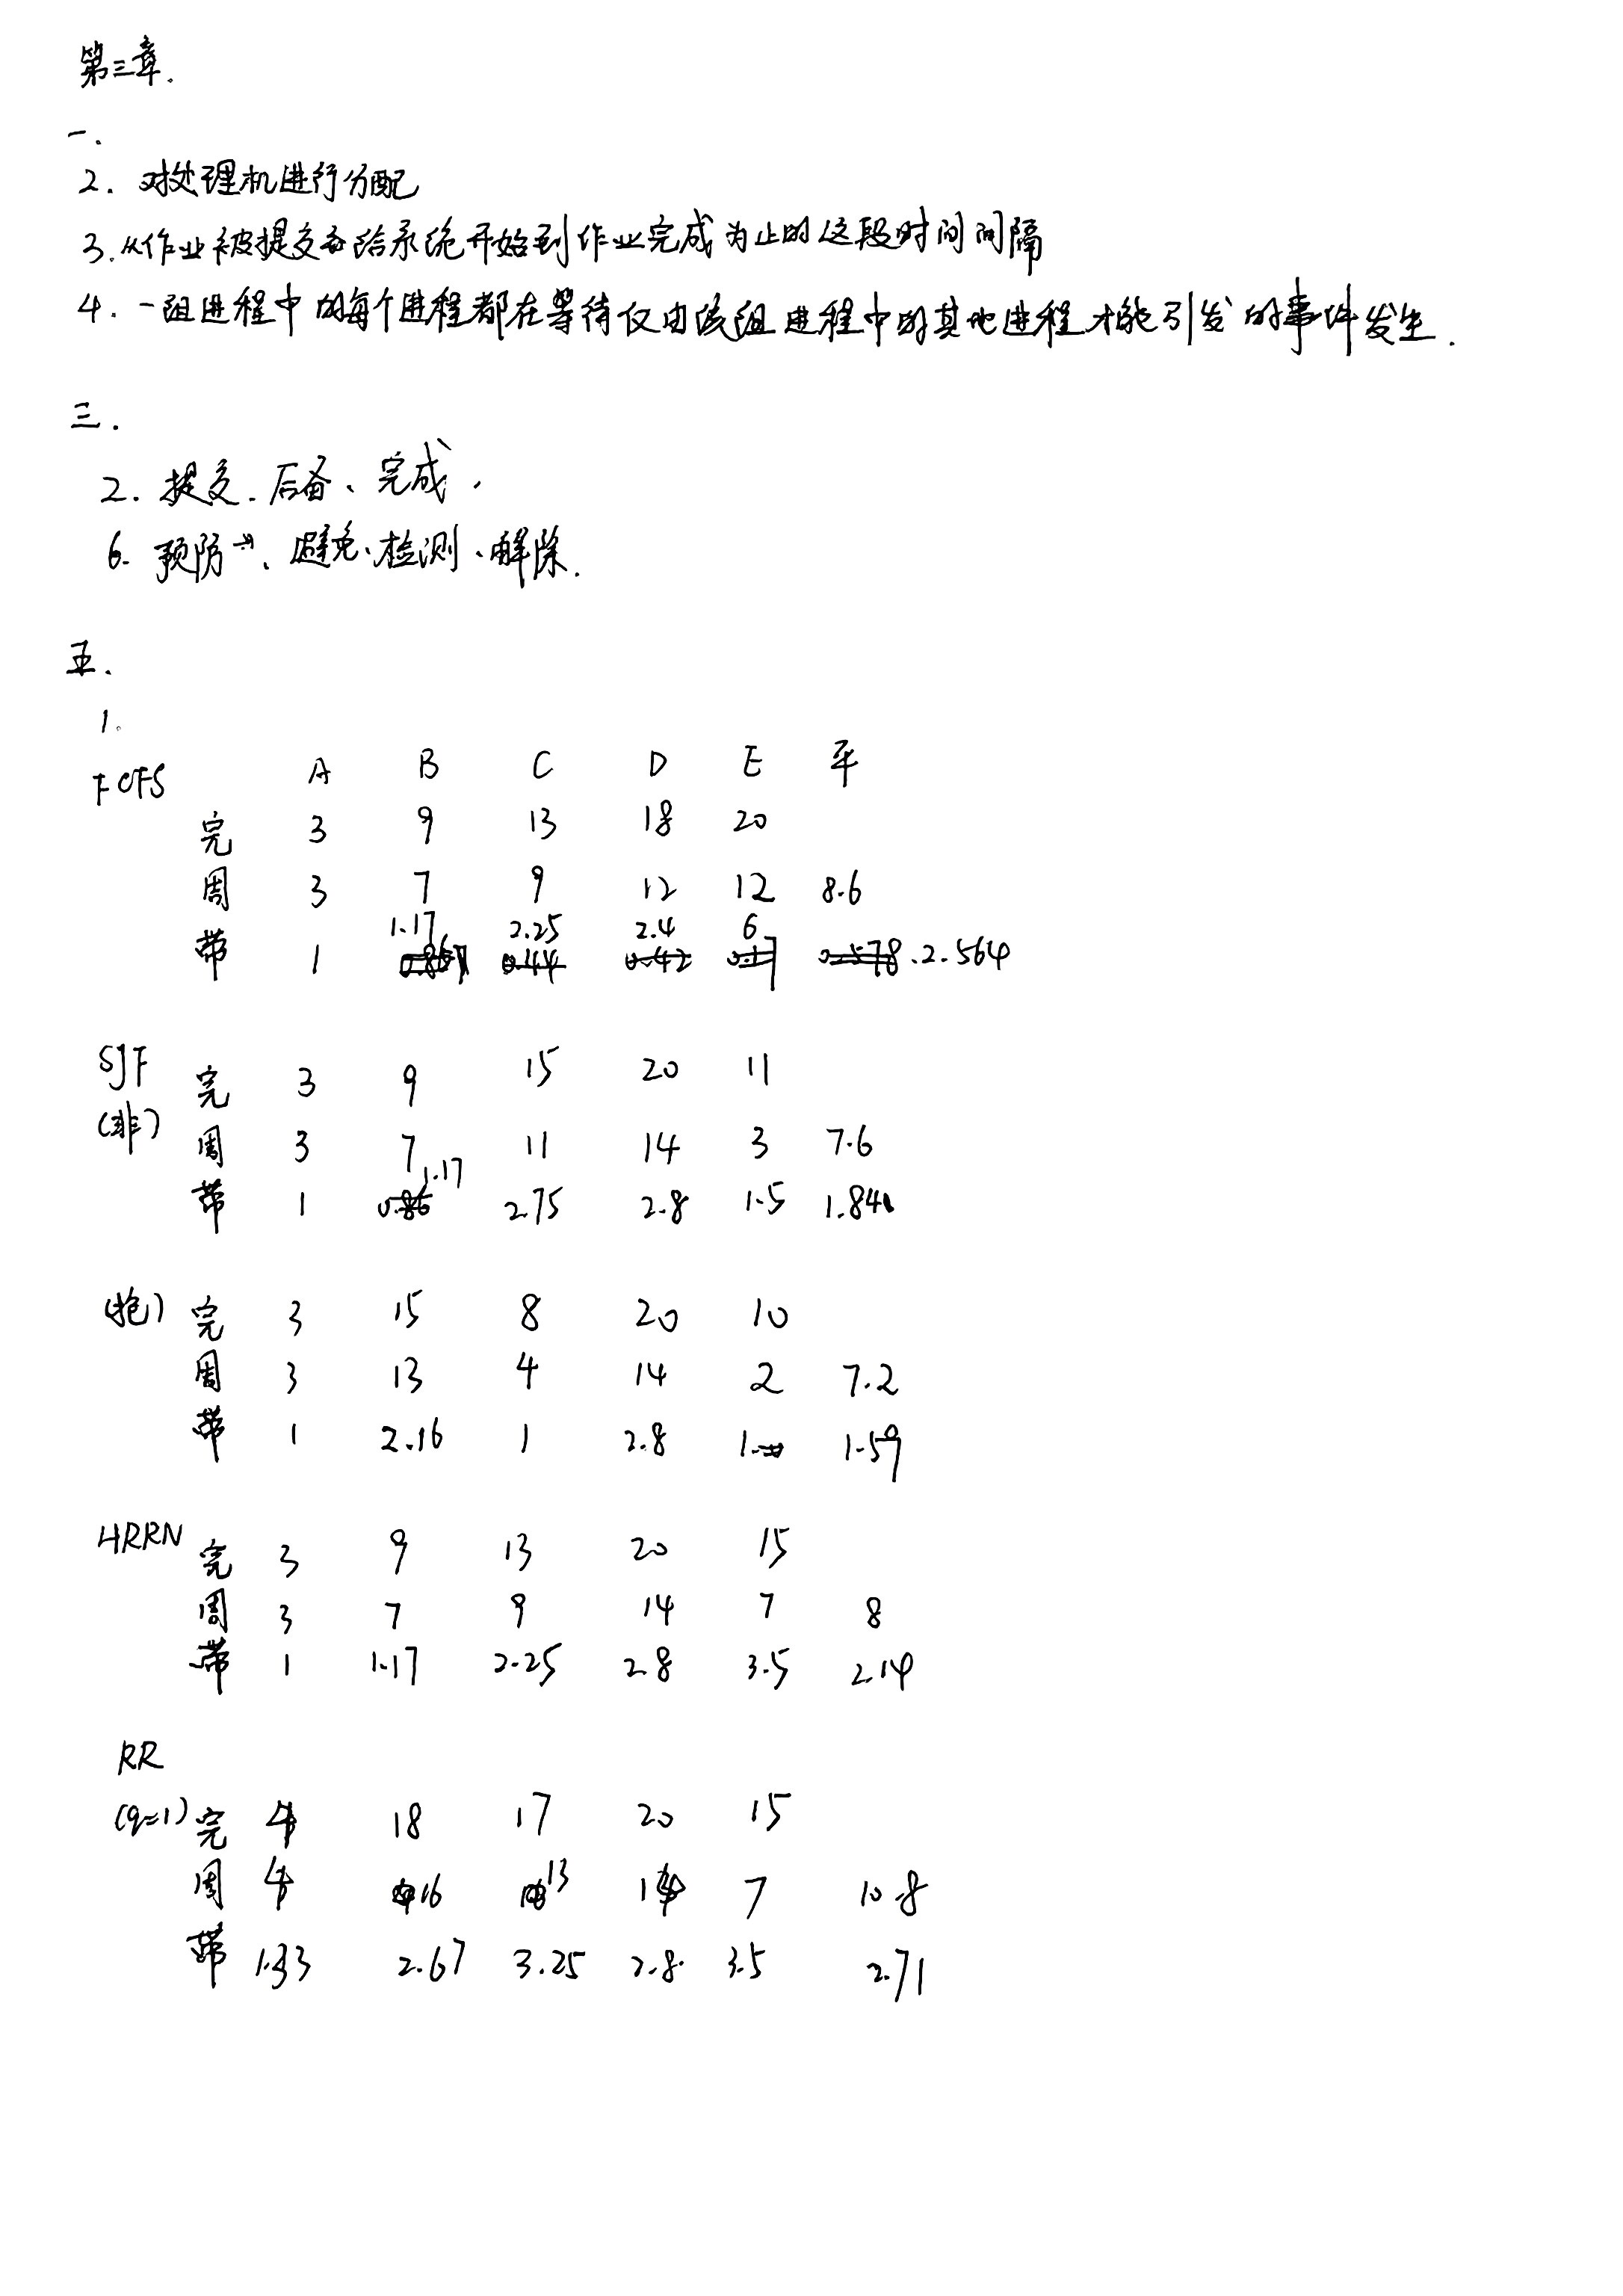 第三章.
一.
2. 对处理机进行分配
3. 从作业被提交给系统开始到作业完成为止的这段时间间隔
4. 一组进程中的每个进程都在等待仅由该组进程中的其他进程才能引发的事件发生.
三.
2. 提交、后备、完成.
6. 预防、避免、检测、解除.
五.
1.
FCFS A B C D E 平
完 3 9 13 18 20
周 3 7 9 12 12 8.6
带 1 1.17 2.25 2.4 6 2.564
SJF (非)
完 3 9 15 20 11
周 3 7 11 14 3 7.6
带 1 1.17 2.75 2.8 1.5 1.84
(抢) 完 3 15 8 20 10
周 3 13 4 14 2 7.2
带 1 2.16 1 2.8 1 1.59
HRRN 完 3 9 13 20 15
周 3 7 9 14 7 8
带 1 1.17 2.25 2.8 3.5 2.14
RR
(q=1) 完 4 18 17 20 15
周 4 16 13 14 7 10.8
带 1.33 2.67 3.25 2.8 3.5 2.71